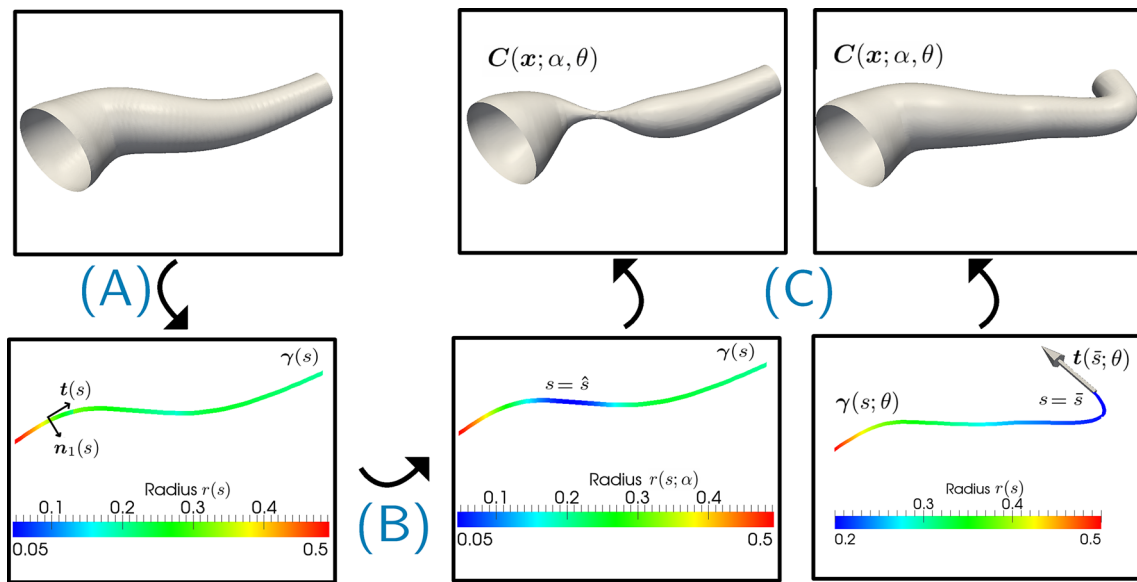 C(x; α, θ)
C(x; α, θ)
(A)
(C)
γ(s)
t(s)
n₁(s)
Radius r(s)
0.1 0.2 0.3 0.4
0.05 0.5
(B)
γ(s)
s = ŝ
Radius r(s; α)
0.1 0.2 0.3 0.4
0.05 0.5
t(s̄; θ)
s = s̄
γ(s; θ)
Radius r(s)
0.3 0.4
0.2 0.5